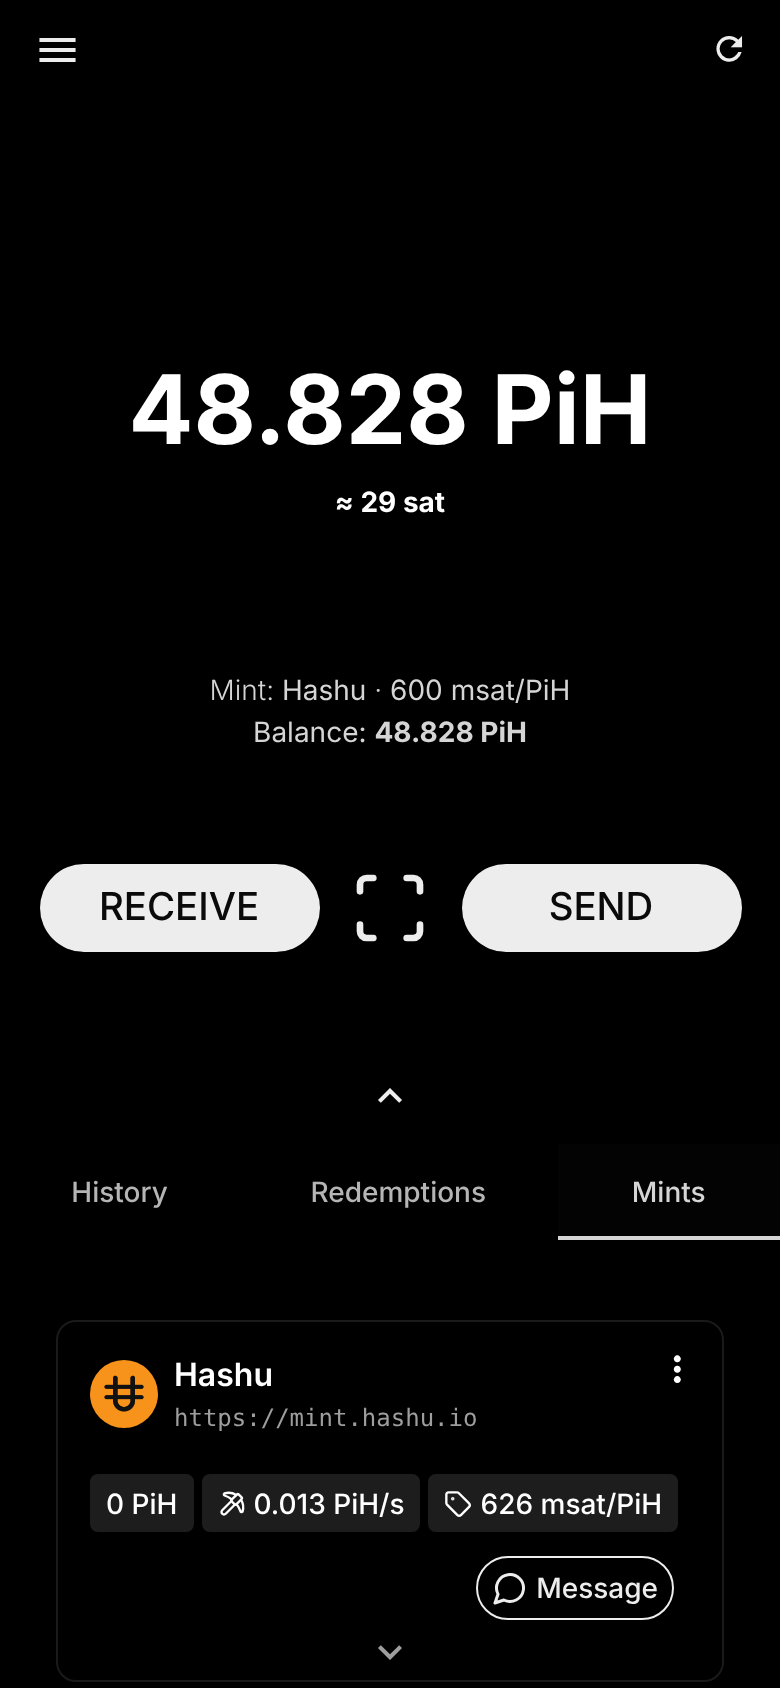 48.828 PiH
≈ 29 sat
Mint: Hashu · 600 msat/PiH
Balance: 48.828 PiH
RECEIVE
SEND
History
Redemptions
Mints
Hashu
https://mint.hashu.io
0 PiH
0.013 PiH/s
626 msat/PiH
Message